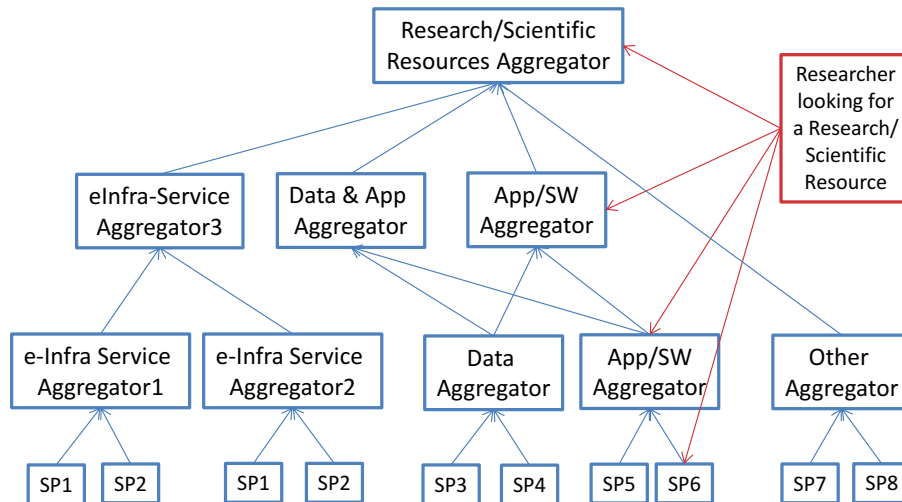 Research/Scientific
Resources Aggregator
Researcher
looking for
a Research/
Scientific
Resource
eInfra-Service
Aggregator3
Data & App
Aggregator
App/SW
Aggregator
e-Infra Service
Aggregator1
e-Infra Service
Aggregator2
Data
Aggregator
App/SW
Aggregator
Other
Aggregator
SP1
SP2
SP1
SP2
SP3
SP4
SP5
SP6
SP7
SP8